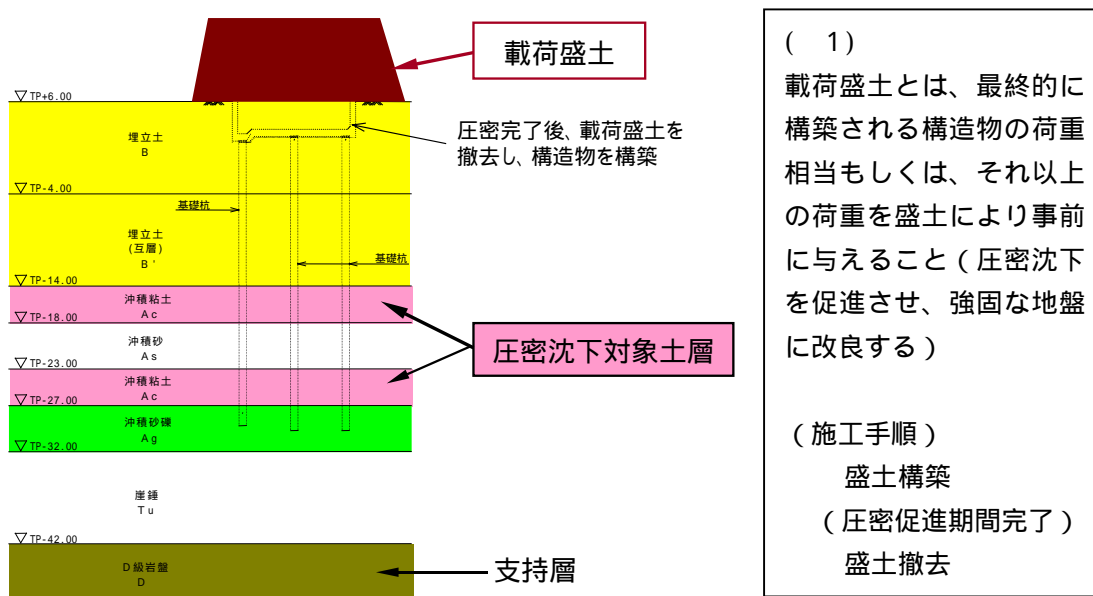 載荷盛土
▽TP+6.00
圧密完了後、載荷盛土を
撤去し、構造物を構築
埋立土
B
▽TP-4.00
基礎杭
埋立土
(互層)
B'
基礎杭
▽TP-14.00
沖積粘土
Ac
▽TP-18.00
沖積砂
As
圧密沈下対象土層
▽TP-23.00
沖積粘土
Ac
▽TP-27.00
沖積砂礫
Ag
▽TP-32.00
崖錘
Tu
▽TP-42.00
D級岩盤
D
支持層
( 1)
載荷盛土とは、最終的に
構築される構造物の荷重
相当もしくは、それ以上
の荷重を盛土により事前
に与えること(圧密沈下
を促進させ、強固な地盤
に改良する)
(施工手順)
盛土構築
(圧密促進期間完了)
盛土撤去